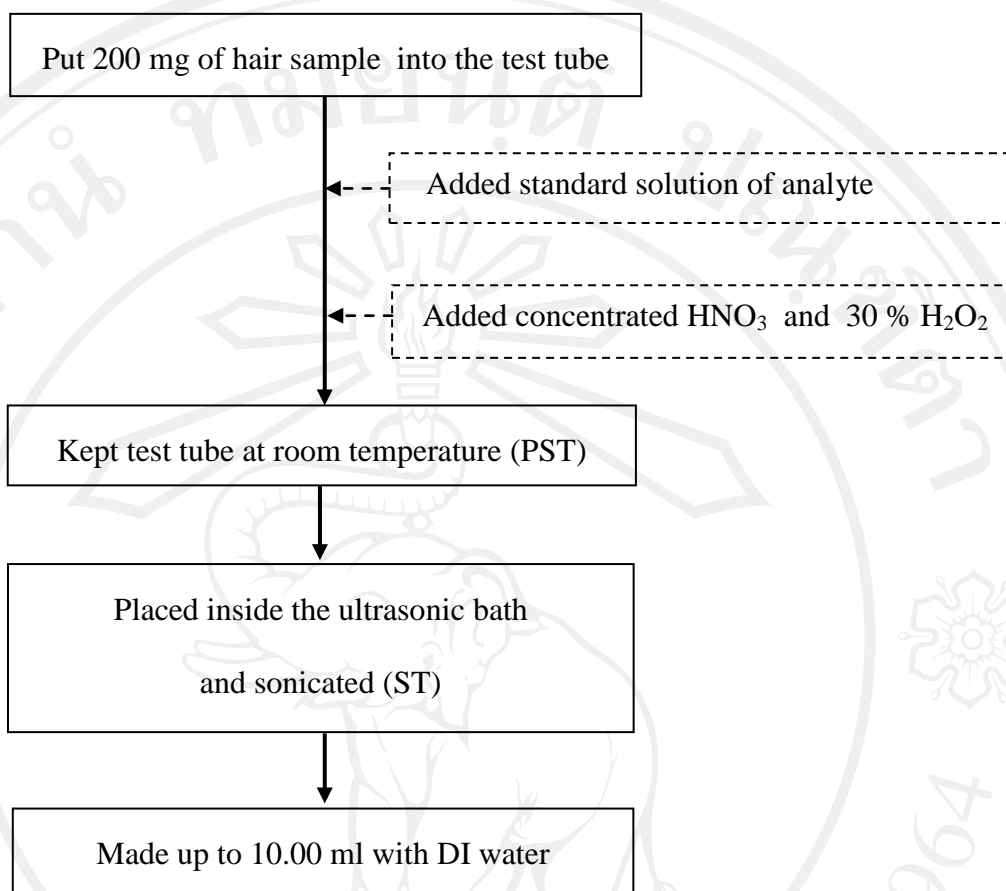 Put 200 mg of hair sample into the test tube
Added standard solution of analyte
Added concentrated HNO₃ and 30 % H₂O₂
Kept test tube at room temperature (PST)
Placed inside the ultrasonic bath
and sonicated (ST)
Made up to 10.00 ml with DI water
964